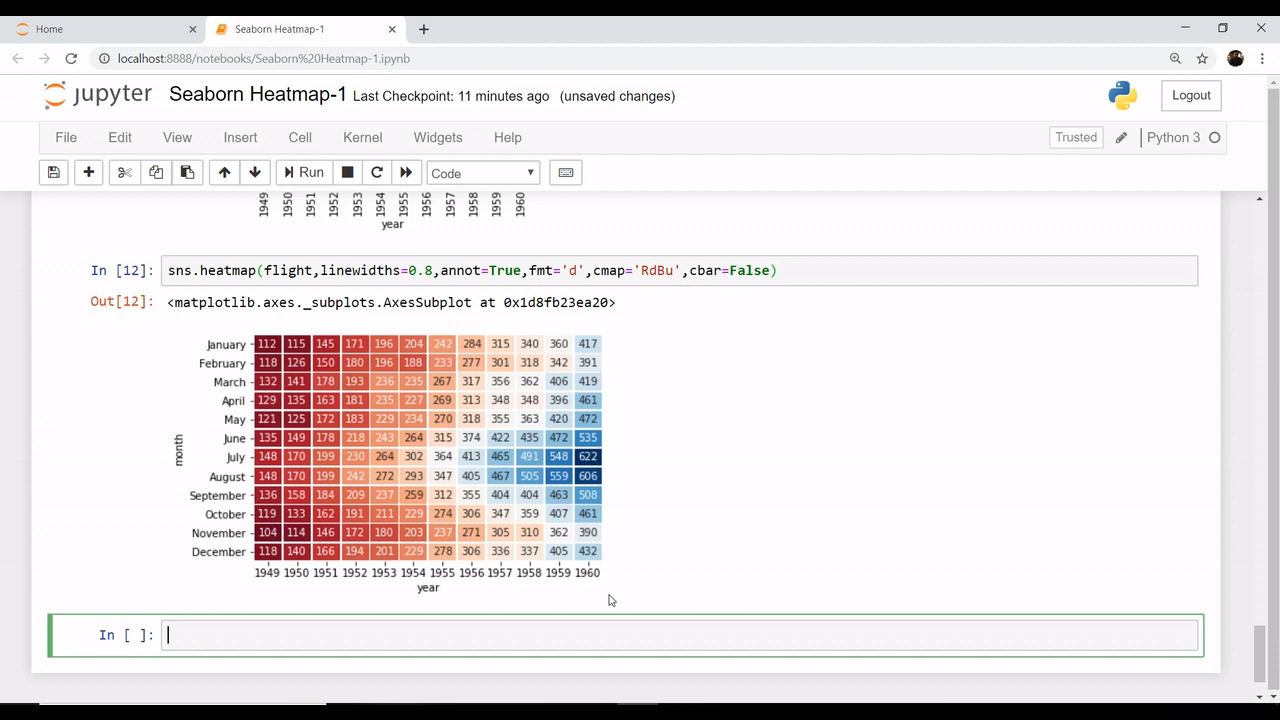 Home
Seaborn Heatmap-1
localhost:8888/notebooks/Seaborn%20Heatmap-1.ipynb
jupyter Seaborn Heatmap-1 Last Checkpoint: 11 minutes ago (unsaved changes)
Logout
File Edit View Insert Cell Kernel Widgets Help
Trusted Python 3
Run Code
1949 1950 1951 1952 1953 1954 1955 1956 1957 1958 1959 1960
year
In [12]: sns.heatmap(flight,linewidths=0.8,annot=True,fmt='d',cmap='RdBu',cbar=False)
Out[12]: <matplotlib.axes._subplots.AxesSubplot at 0x1d8fb23ea20>
January 112 115 145 171 196 204 242 284 315 340 360 417
February 118 126 150 180 196 188 233 277 301 318 342 391
March 132 141 178 193 236 235 267 317 356 362 406 419
April 129 135 163 181 235 227 269 313 348 348 396 461
May 121 125 172 183 229 234 270 318 355 363 420 472
June 135 149 178 218 243 264 315 374 422 435 472 535
July 148 170 199 230 264 302 364 413 465 491 548 622
August 148 170 199 242 272 293 347 405 467 505 559 606
September 136 158 184 209 237 259 312 355 404 404 463 508
October 119 133 162 191 211 229 274 306 347 359 407 461
November 104 114 146 172 180 203 237 271 305 310 362 390
December 118 140 166 194 201 229 278 306 336 337 405 432
month
1949 1950 1951 1952 1953 1954 1955 1956 1957 1958 1959 1960
year
In [ ]: